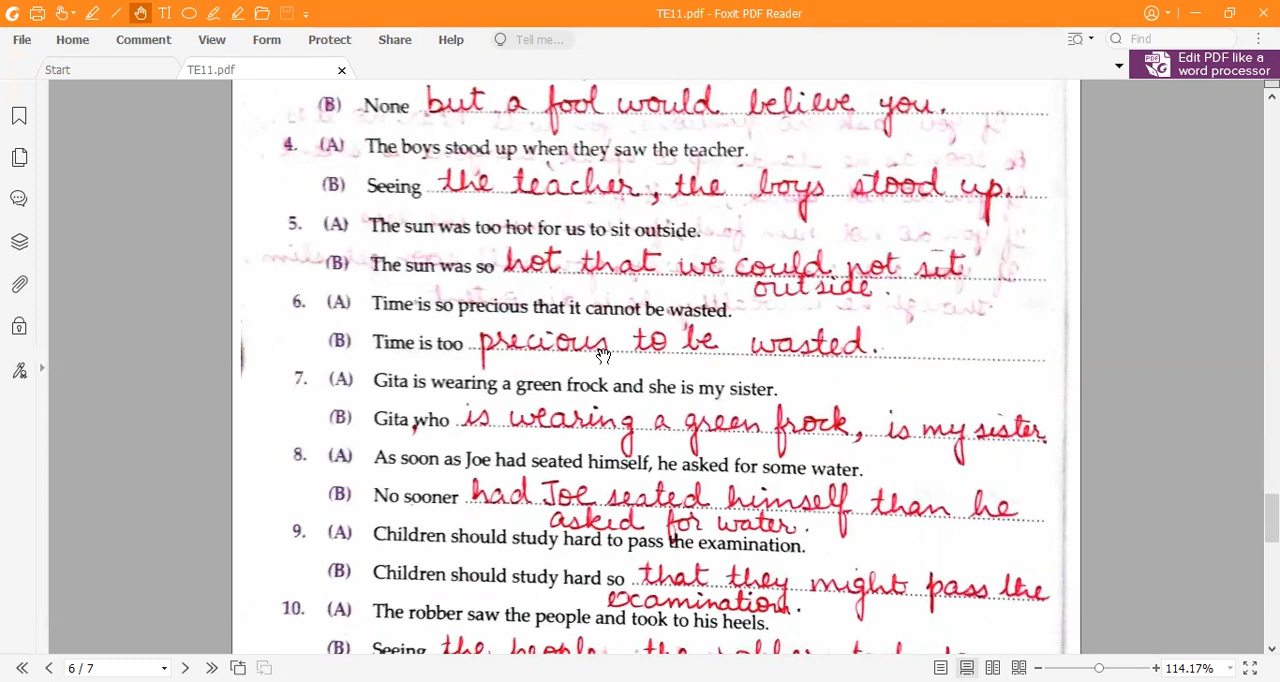 TE11.pdf - Foxit PDF Reader
File Home Comment View Form Protect Share Help Tell me... Find
Start TE11.pdf Edit PDF like a
word processor
(B) None but a fool would believe you.
4. (A) The boys stood up when they saw the teacher.
(B) Seeing the teacher, the boys stood up.
5. (A) The sun was too hot for us to sit outside.
(B) The sun was so hot that we could not sit
outside.
6. (A) Time is so precious that it cannot be wasted.
(B) Time is too precious to be wasted.
7. (A) Gita is wearing a green frock and she is my sister.
(B) Gita, who is wearing a green frock, is my sister.
8. (A) As soon as Joe had seated himself, he asked for some water.
(B) No sooner had Joe seated himself than he
asked for water.
9. (A) Children should study hard to pass the examination.
(B) Children should study hard so that they might pass the
examination.
10. (A) The robber saw the people and took to his heels.
(B) Seeing the people, the robber
6 / 7 114.17%